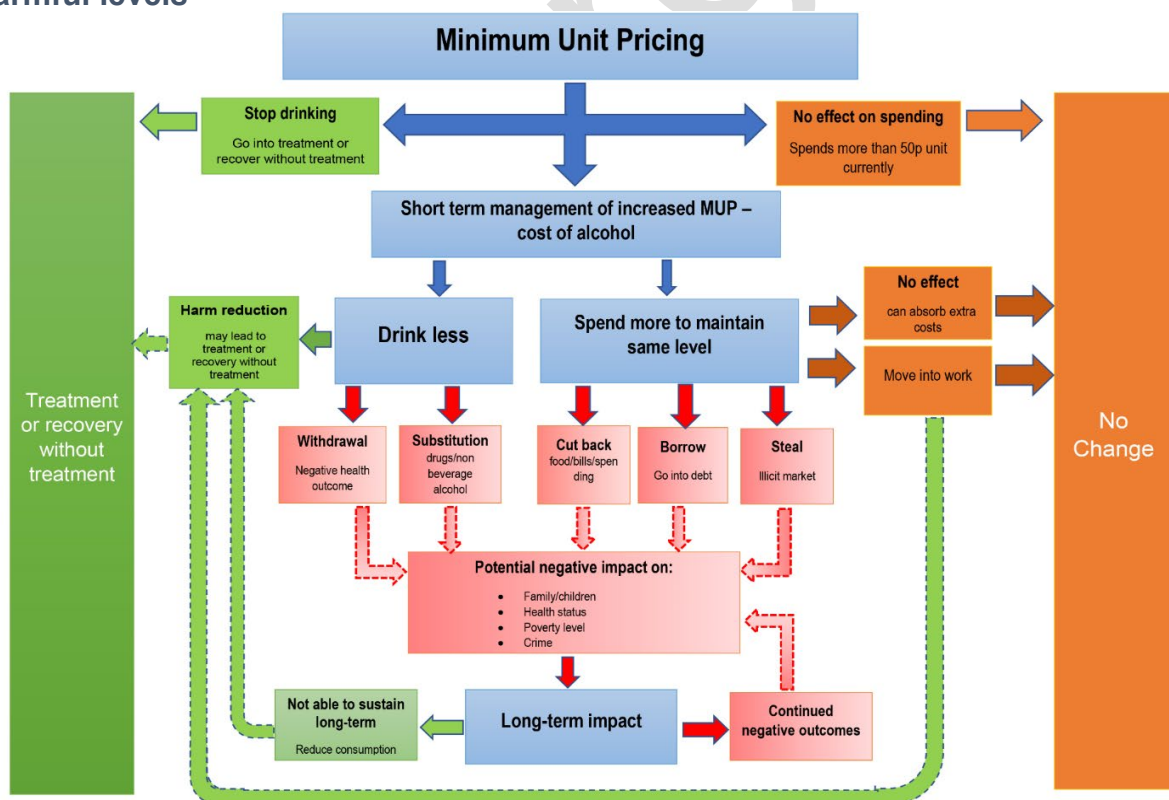 armful levels
Minimum Unit Pricing
Stop drinking
Go into treatment or
recover without treatment
No effect on spending
Spends more than 50p unit
currently
Short term management of increased MUP –
cost of alcohol
Harm reduction
may lead to
treatment or
recovery without
treatment
Drink less
Spend more to maintain
same level
No effect
can absorb extra
costs
Move into work
Treatment
or recovery
without
treatment
No
Change
Withdrawal
Negative health
outcome
Substitution
drugs/non
beverage
alcohol
Cut back
food/bills/spen
ding
Borrow
Go into debt
Steal
Illicit market
Potential negative impact on:
• Family/children
• Health status
• Poverty level
• Crime
Not able to sustain
long-term
Reduce consumption
Long-term impact
Continued
negative outcomes